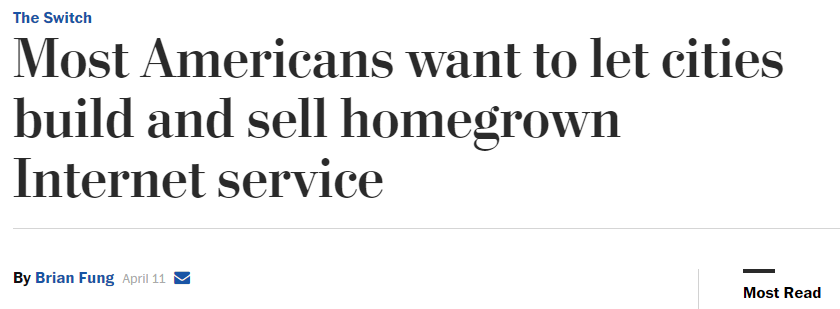 The Switch
Most Americans want to let cities
build and sell homegrown
Internet service
By Brian Fung April 11
Most Read